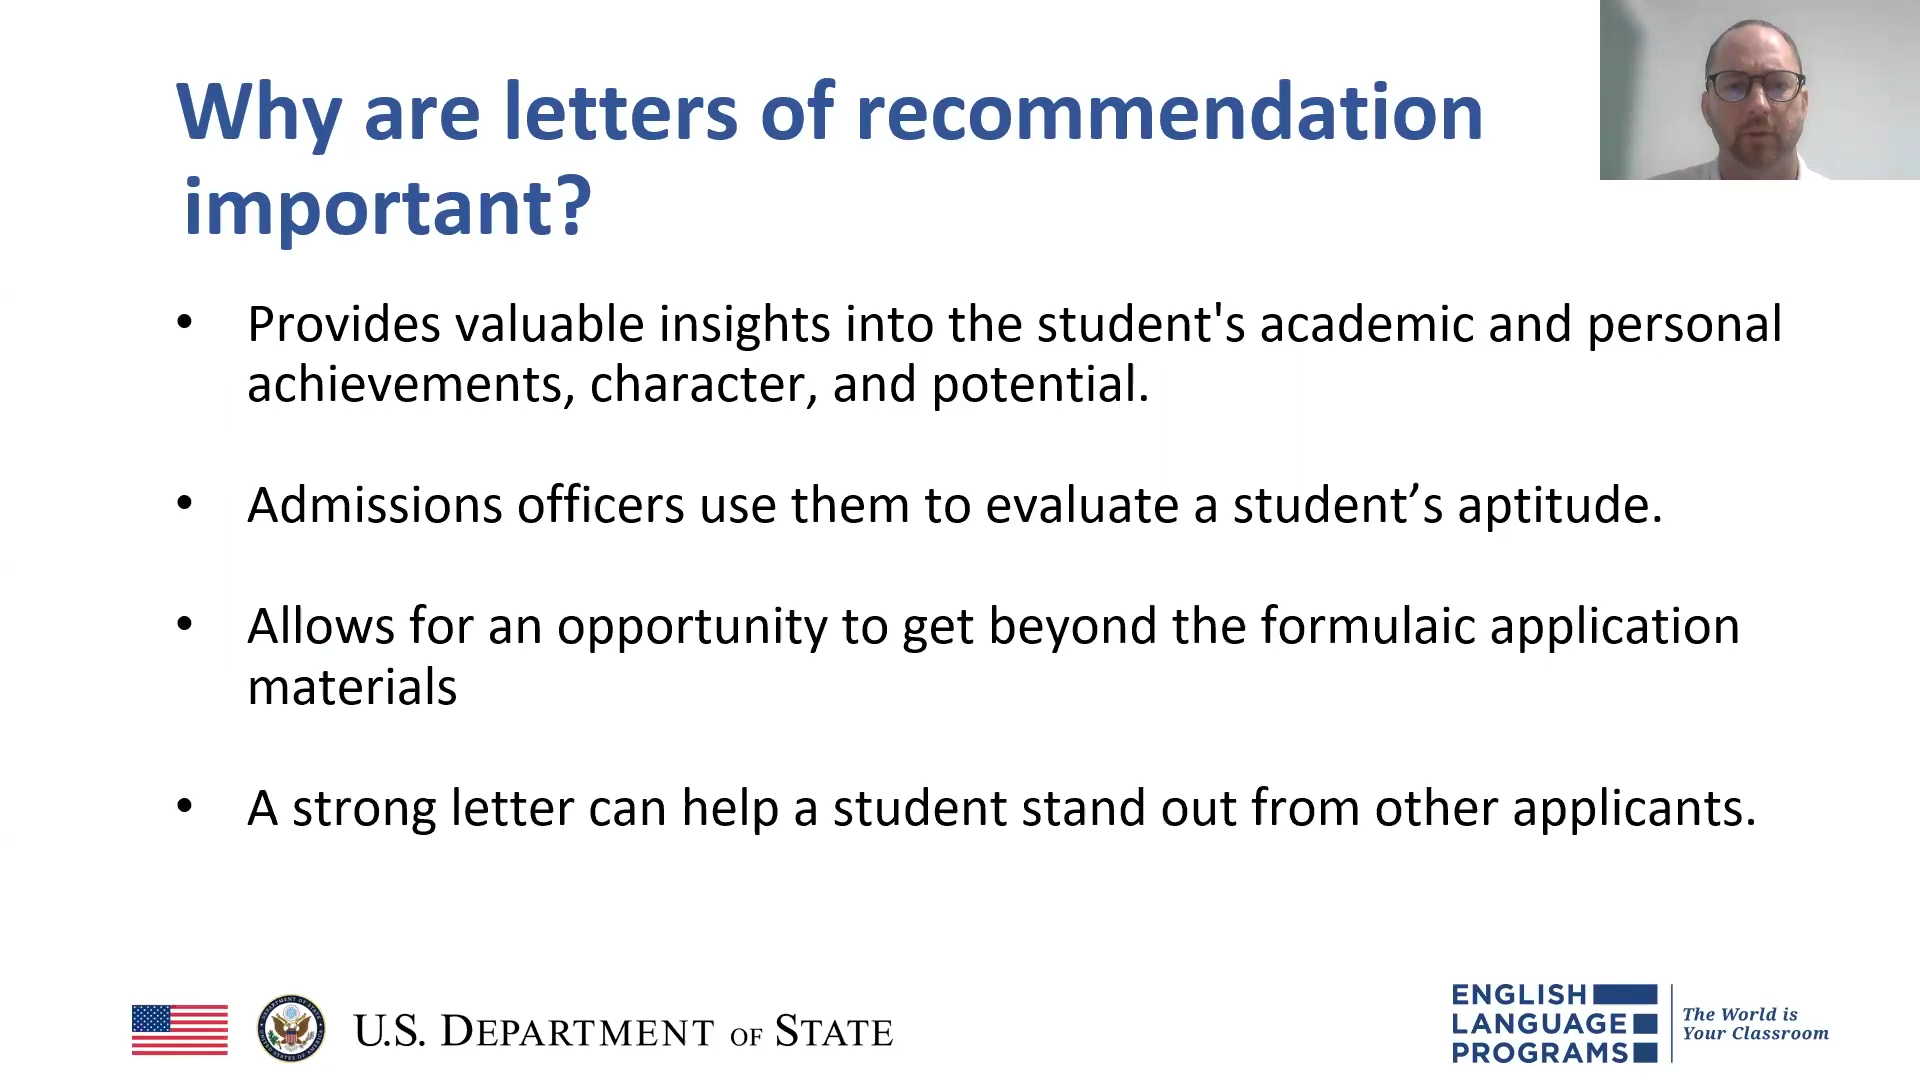 Why are letters of recommendation
important?
• Provides valuable insights into the student's academic and personal
achievements, character, and potential.
• Admissions officers use them to evaluate a student’s aptitude.
• Allows for an opportunity to get beyond the formulaic application
materials
• A strong letter can help a student stand out from other applicants.
U.S. DEPARTMENT OF STATE
ENGLISH
LANGUAGE
PROGRAMS
The World is
Your Classroom